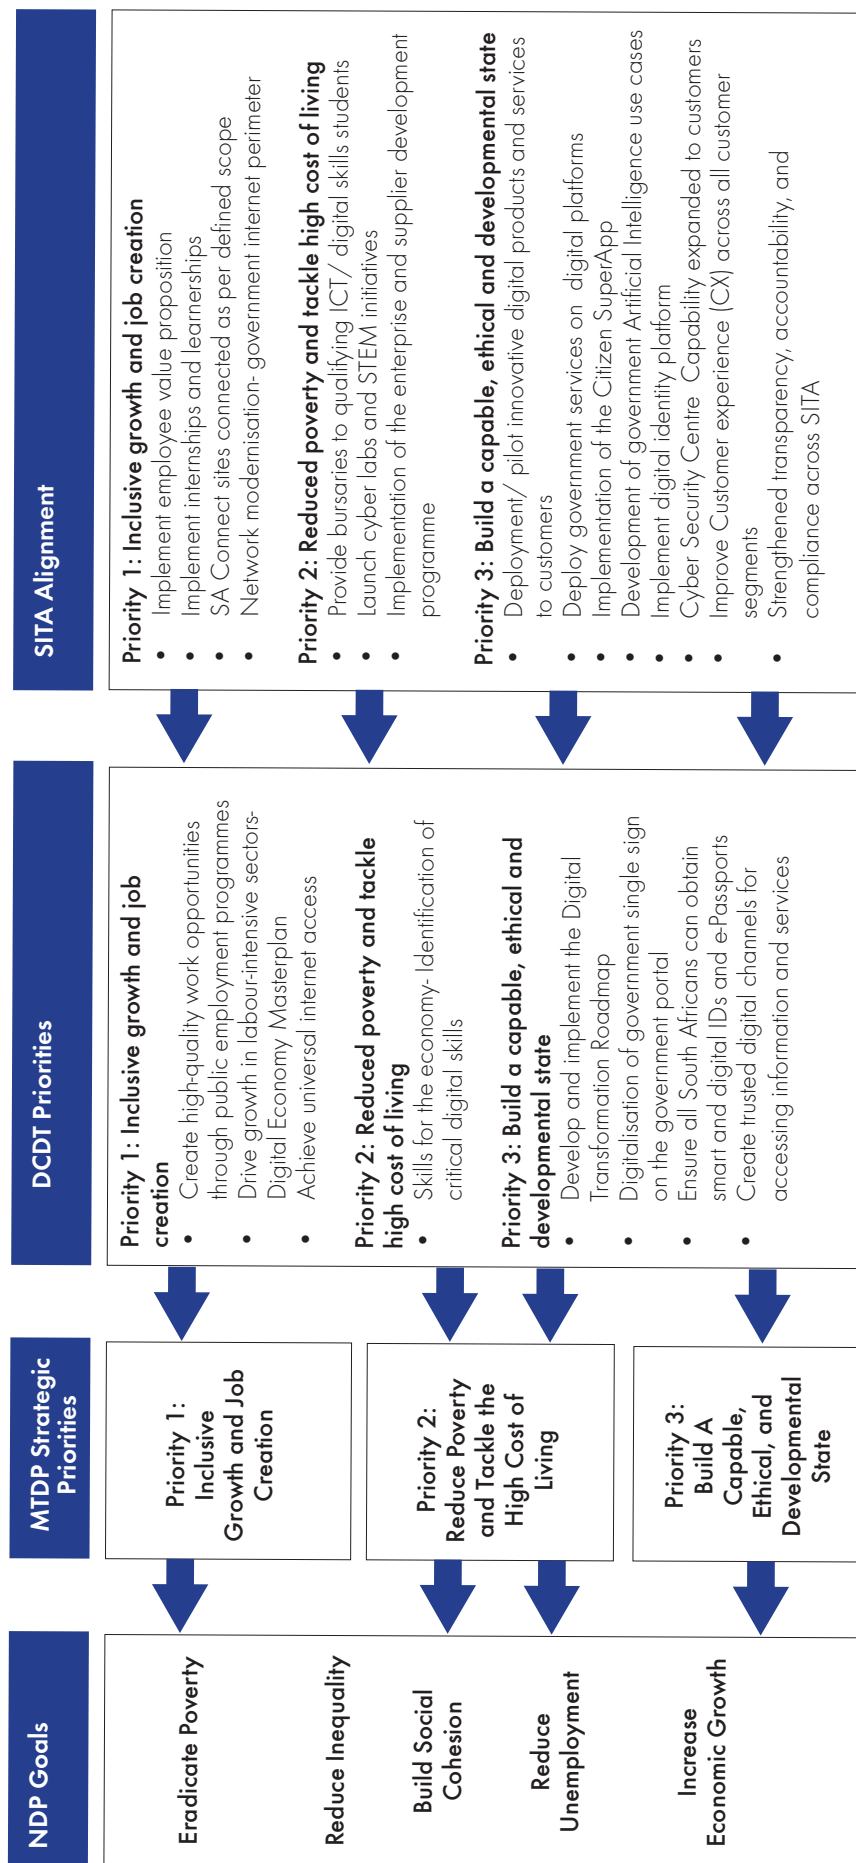 NDP Goals
Eradicate Poverty
Reduce Inequality
Build Social
Cohesion
Reduce
Unemployment
Increase
Economic Growth
MTDP Strategic
Priorities
Priority 1:
Inclusive
Growth and Job
Creation
Priority 2:
Reduce Poverty
and Tackle the
High Cost of
Living
Priority 3:
Build A
Capable,
Ethical, and
Developmental
State
DCDT Priorities
Priority 1: Inclusive growth and job
creation
• Create high-quality work opportunities
through public employment programmes
• Drive growth in labour-intensive sectors-
Digital Economy Masterplan
• Achieve universal internet access
Priority 2: Reduced poverty and tackle
high cost of living
• Skills for the economy- Identification of
critical digital skills
Priority 3: Build a capable, ethical and
developmental state
• Develop and implement the Digital
Transformation Roadmap
• Digitalisation of government single sign
on the government portal
• Ensure all South Africans can obtain
smart and digital IDs and e-Passports
• Create trusted digital channels for
accessing information and services
SITA Alignment
Priority 1: Inclusive growth and job creation
• Implement employee value proposition
• Implement internships and learnerships
• SA Connect sites connected as per defined scope
• Network modernisation- government internet perimeter
Priority 2: Reduced poverty and tackle high cost of living
• Provide bursaries to qualifying ICT/ digital skills students
• Launch cyber labs and STEM initiatives
• Implementation of the enterprise and supplier development
programme
Priority 3: Build a capable, ethical and developmental state
• Deployment/ pilot innovative digital products and services
to customers
• Deploy government services on digital platforms
• Implementation of the Citizen SuperApp
• Development of government Artificial Intelligence use cases
• Implement digital identity platform
• Cyber Security Centre Capability expanded to customers
• Improve Customer experience (CX) across all customer
segments
• Strengthened transparency, accountability, and
compliance across SITA